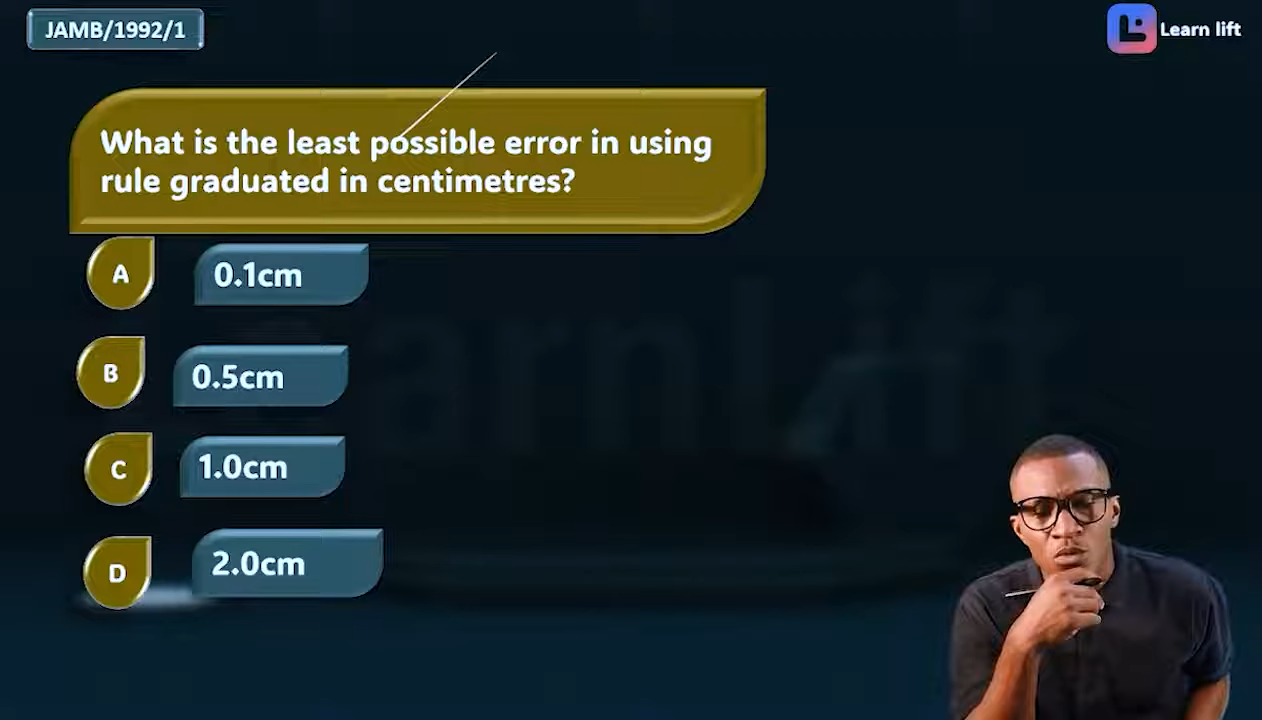 JAMB/1992/1
Learn lift
What is the least possible error in using
rule graduated in centimetres?
A 0.1cm
B 0.5cm
C 1.0cm
D 2.0cm